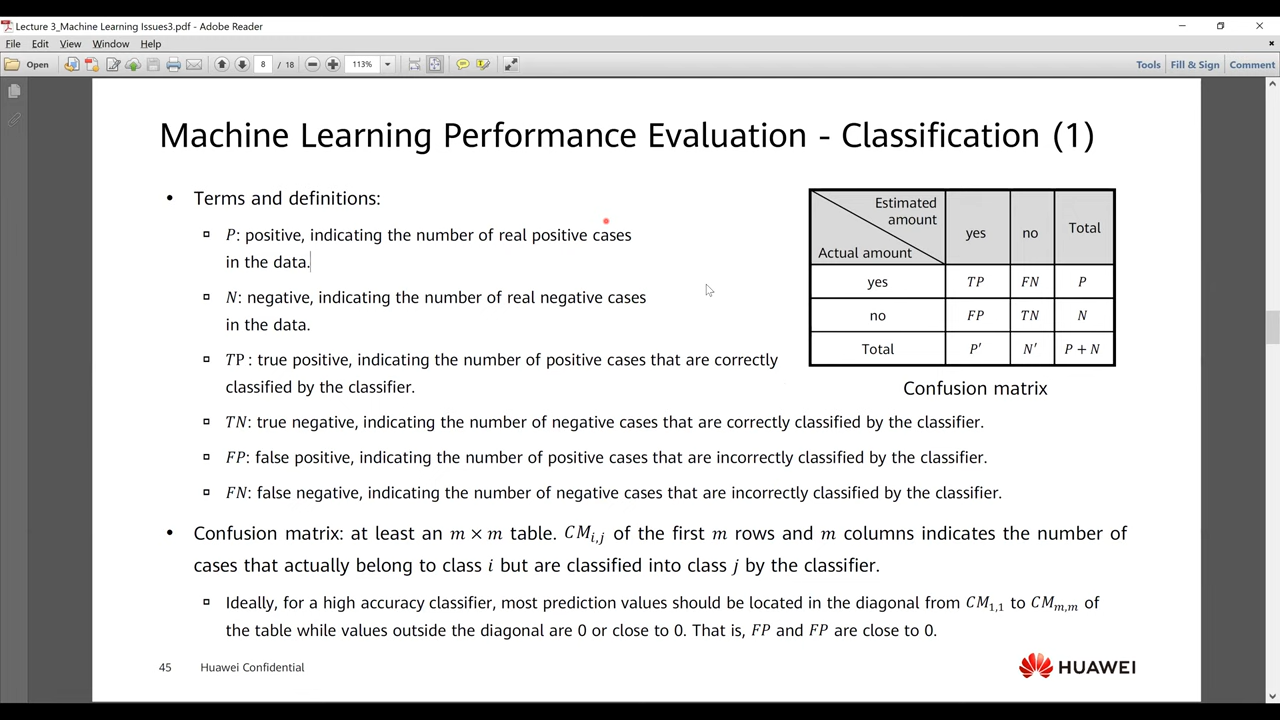 Lecture 3_Machine Learning Issues3.pdf - Adobe Reader
File Edit View Window Help
Open 8 / 18 113% Tools Fill & Sign Comment
Machine Learning Performance Evaluation - Classification (1)
• Terms and definitions:
P: positive, indicating the number of real positive cases
in the data.
N: negative, indicating the number of real negative cases
in the data.
TP : true positive, indicating the number of positive cases that are correctly
classified by the classifier.
TN: true negative, indicating the number of negative cases that are correctly classified by the classifier.
FP: false positive, indicating the number of positive cases that are incorrectly classified by the classifier.
FN: false negative, indicating the number of negative cases that are incorrectly classified by the classifier.
Estimated
amount
Actual amount
yes no Total
yes TP FN P
no FP TN N
Total P′ N′ P + N
Confusion matrix
• Confusion matrix: at least an m × m table. CMi,j of the first m rows and m columns indicates the number of
cases that actually belong to class i but are classified into class j by the classifier.
Ideally, for a high accuracy classifier, most prediction values should be located in the diagonal from CM1,1 to CMm,m of
the table while values outside the diagonal are 0 or close to 0. That is, FP and FP are close to 0.
45 Huawei Confidential
HUAWEI